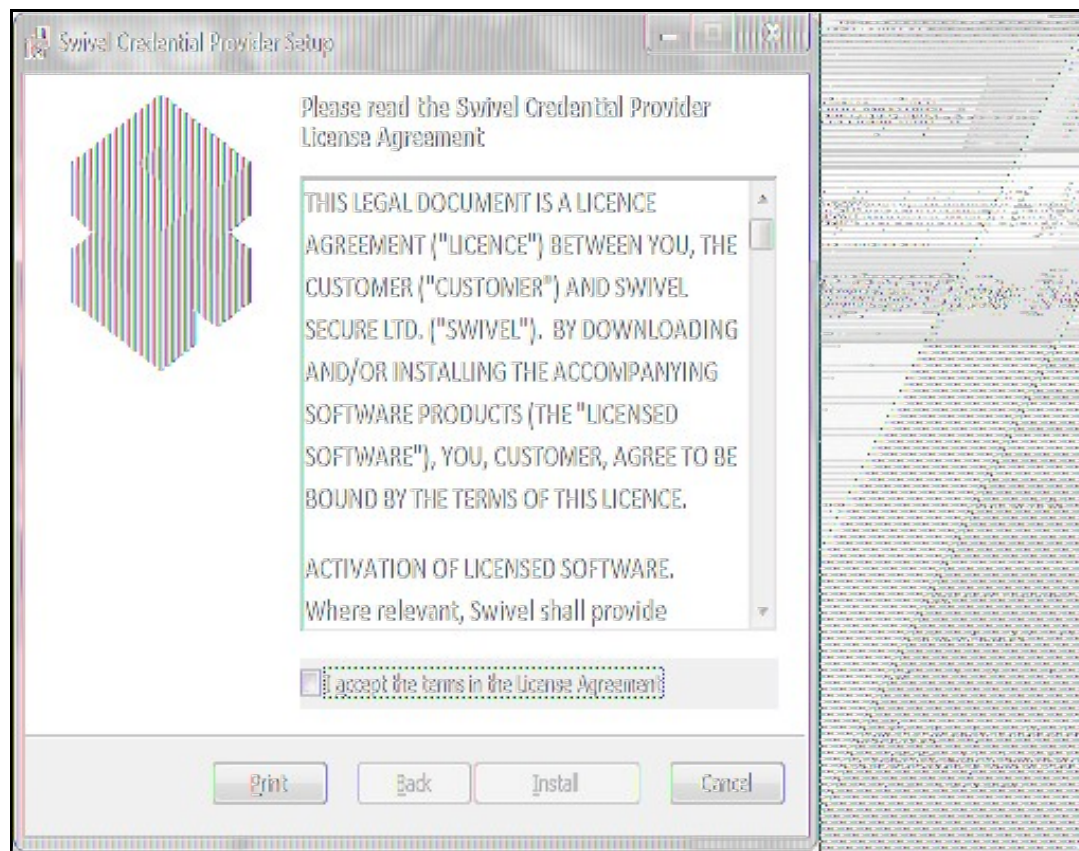 Swivel Credential Provider Setup
Please read the Swivel Credential Provider
License Agreement
THIS LEGAL DOCUMENT IS A LICENCE
AGREEMENT ("LICENCE") BETWEEN YOU, THE
CUSTOMER ("CUSTOMER") AND SWIVEL
SECURE LTD. ("SWIVEL").  BY DOWNLOADING
AND/OR INSTALLING THE ACCOMPANYING
SOFTWARE PRODUCTS (THE "LICENSED
SOFTWARE"), YOU, CUSTOMER, AGREE TO BE
BOUND BY THE TERMS OF THIS LICENCE.
ACTIVATION OF LICENSED SOFTWARE.
Where relevant, Swivel shall provide
I accept the terms in the License Agreement
Print Back Install Cancel